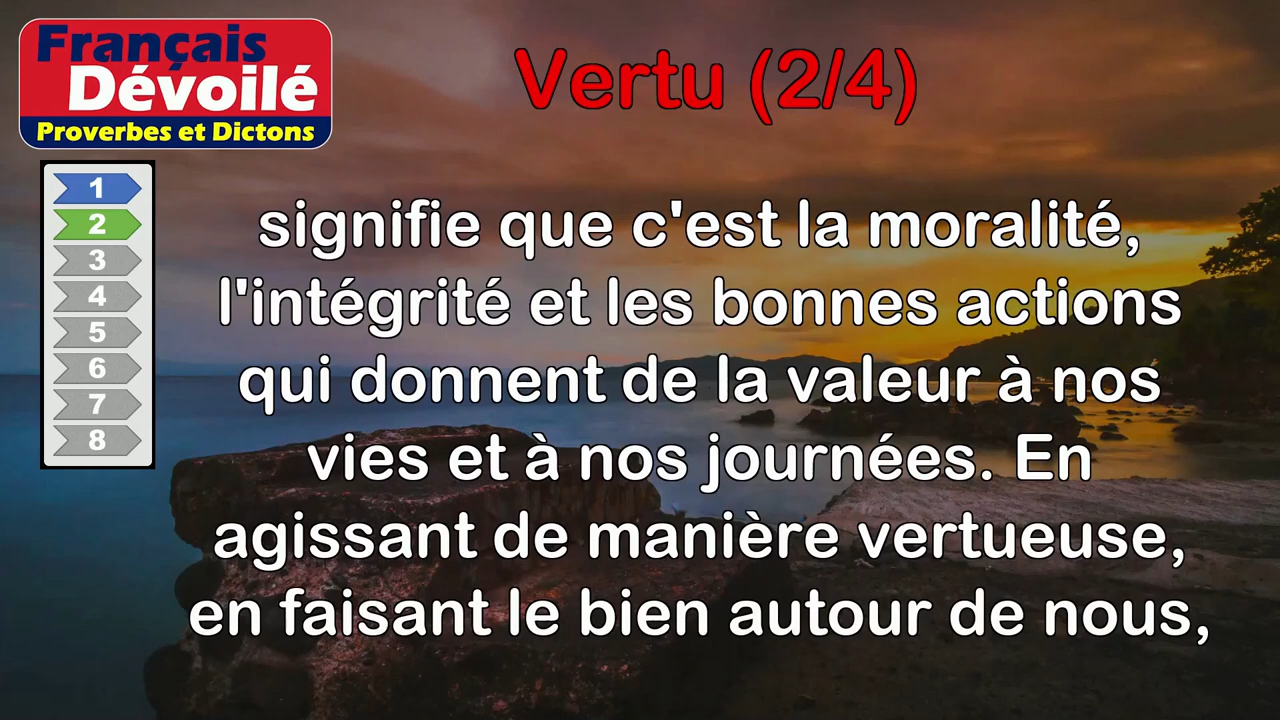 Français
Dévoilé
Proverbes et Dictons
Vertu (2/4)
1
2
3
4
5
6
7
8
signifie que c'est la moralité,
l'intégrité et les bonnes actions
qui donnent de la valeur à nos
vies et à nos journées. En
agissant de manière vertueuse,
en faisant le bien autour de nous,